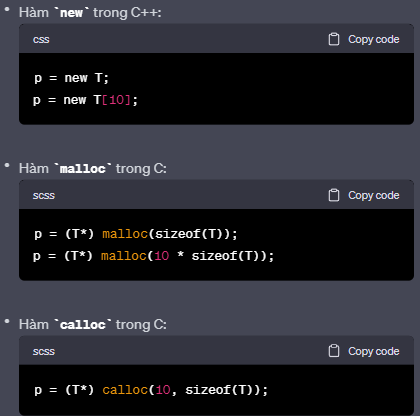 • Hàm `new` trong C++:
css Copy code
p = new T;
p = new T[10];
• Hàm `malloc` trong C:
scss Copy code
p = (T*) malloc(sizeof(T));
p = (T*) malloc(10 * sizeof(T));
• Hàm `calloc` trong C:
scss Copy code
p = (T*) calloc(10, sizeof(T));